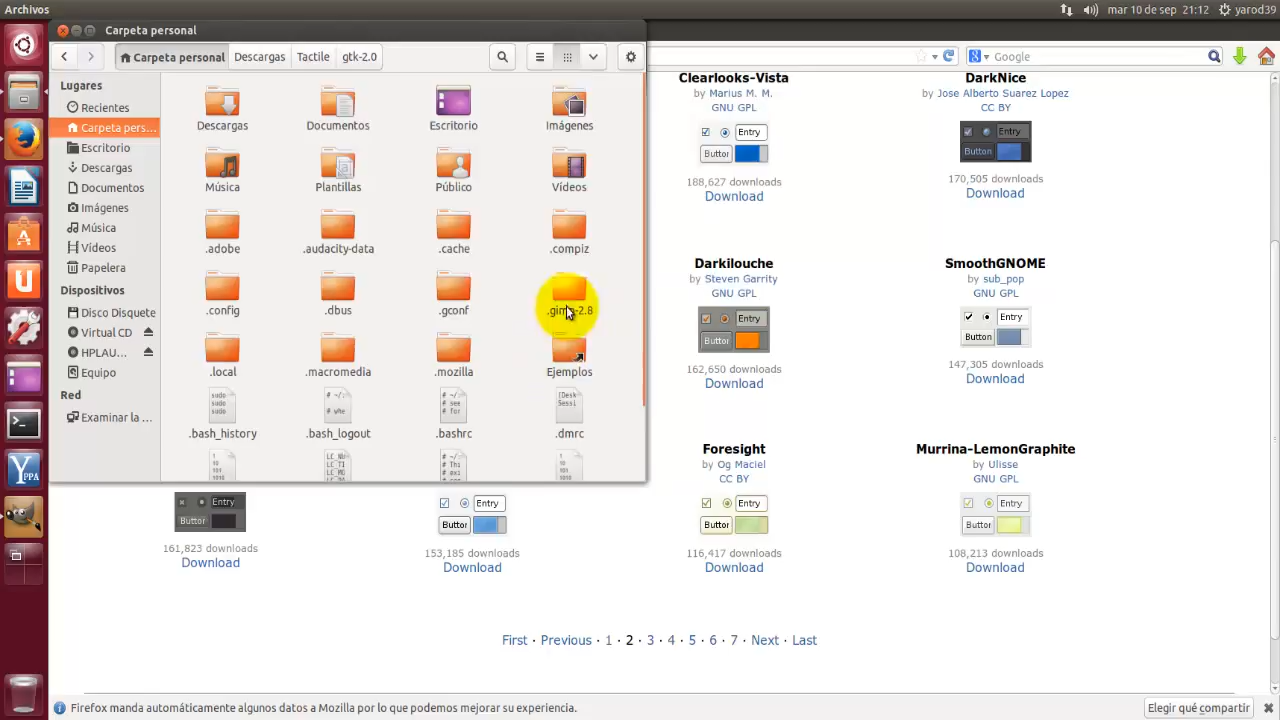 Archivos
mar 10 de sep 21:12
yarod39
Carpeta personal
Carpeta personal
Descargas
Tactile
gtk-2.0
Google
Lugares
Recientes
Carpeta pers...
Escritorio
Descargas
Documentos
Imágenes
Música
Vídeos
Papelera
Dispositivos
Disco Disquete
Virtual CD
HPLAU...
Equipo
Red
Examinar la ...
Descargas
Documentos
Escritorio
Imágenes
Música
Plantillas
Público
Vídeos
.adobe
.audacity-data
.cache
.compiz
.config
.dbus
.gconf
.gimp-2.8
.local
.macromedia
.mozilla
Ejemplos
.bash_history
.bash_logout
.bashrc
.dmrc
Clearlooks-Vista
by Marius M. M.
GNU GPL
Entry
Buttor
188,627 downloads
Download
DarkNice
by Jose Alberto Suarez Lopez
CC BY
Entry
Button
170,505 downloads
Download
Darkilouche
by Steven Garrity
GNU GPL
Entry
Button
162,650 downloads
Download
SmoothGNOME
by sub_pop
GNU GPL
Entry
Button
147,305 downloads
Download
Entry
Buttor
161,823 downloads
Download
Entry
Buttor
153,185 downloads
Download
Foresight
by Og Maciel
CC BY
Entry
Buttor
116,417 downloads
Download
Murrina-LemonGraphite
by Ulisse
GNU GPL
Entry
Buttor
108,213 downloads
Download
First · Previous · 1 · 2 · 3 · 4 · 5 · 6 · 7 · Next · Last
Firefox manda automáticamente algunos datos a Mozilla por lo que podemos mejorar su experiencia.
Elegir qué compartir